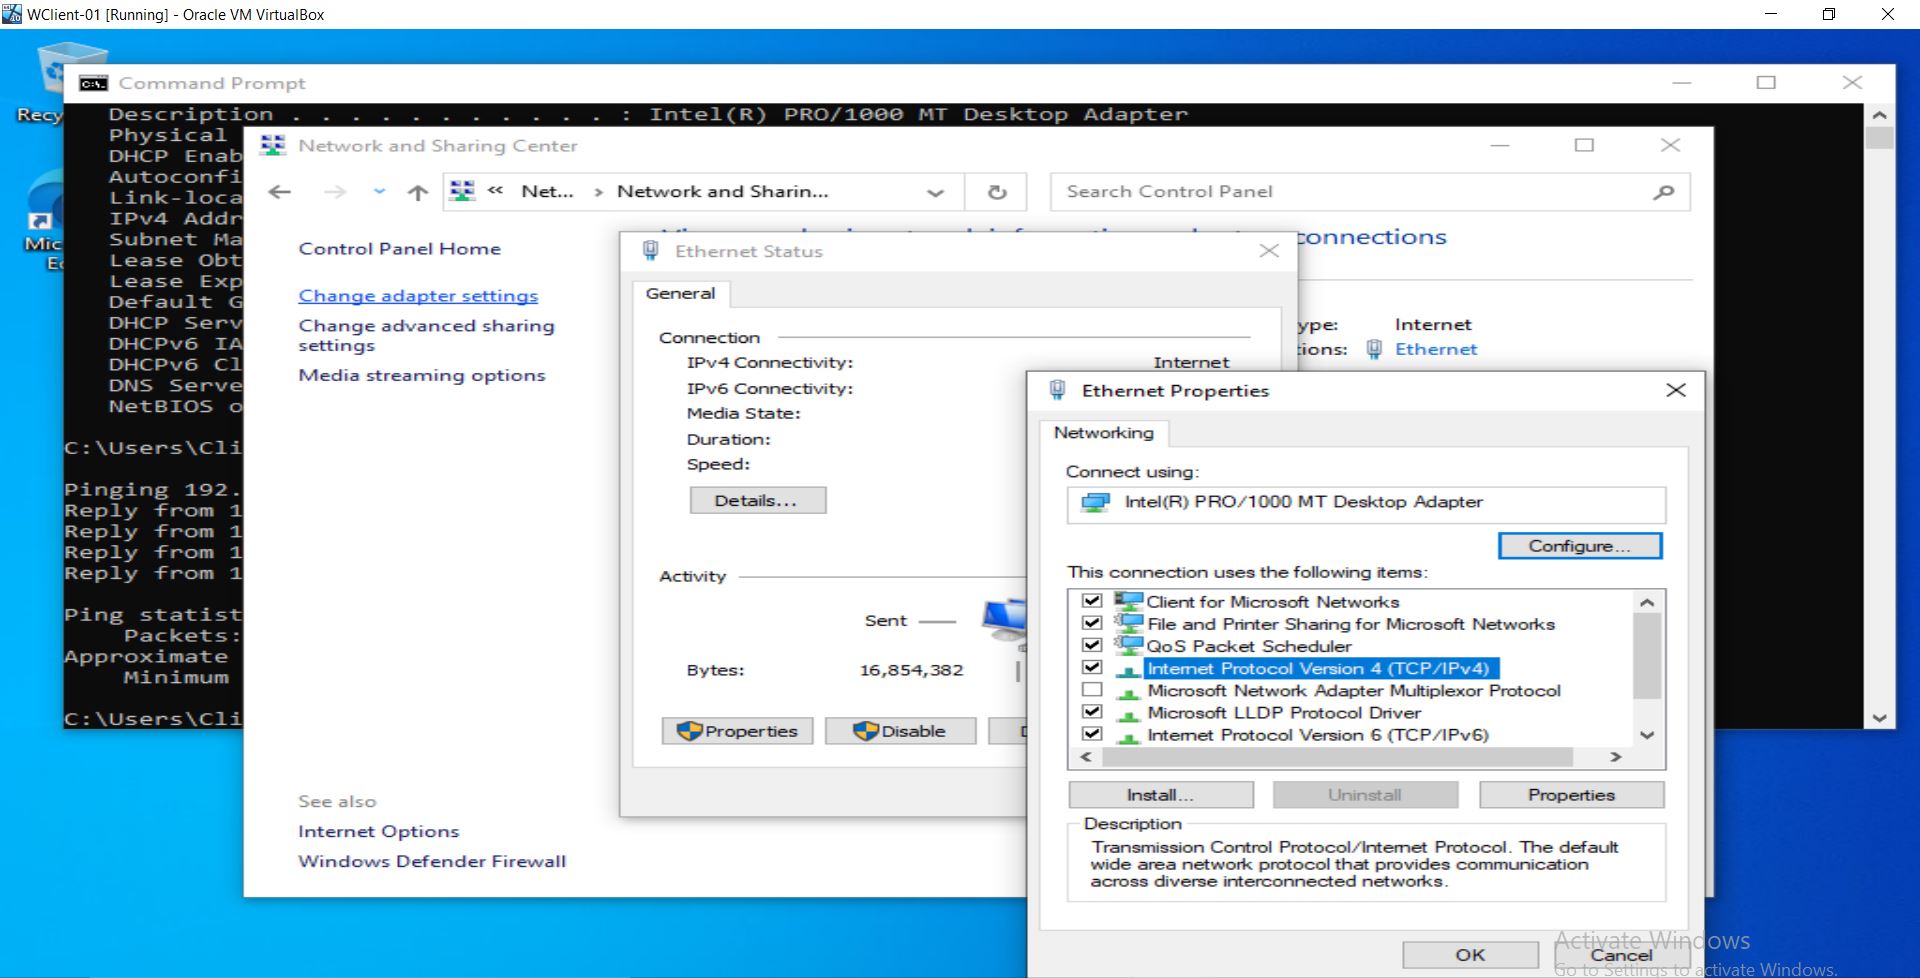 WClient-01 [Running] - Oracle VM VirtualBox
Recy
Mic
Command Prompt
Description . . . . . . . . . . . : Intel(R) PRO/1000 MT Desktop Adapter
Physical
DHCP Enab
Autoconfi
Link-loca
IPv4 Addr
Subnet Ma
Lease Obt
Lease Exp
Default G
DHCP Serv
DHCPv6 IA
DHCPv6 Cl
DNS Serve
NetBIOS o
C:\Users\Cli
Pinging 192.
Reply from 1
Reply from 1
Reply from 1
Reply from 1
Ping statist
Packets:
Approximate
Minimum
C:\Users\Cli
Network and Sharing Center
« Net... > Network and Sharin...
Search Control Panel
Control Panel Home
Change adapter settings
Change advanced sharing
settings
Media streaming options
See also
Internet Options
Windows Defender Firewall
connections
ype: Internet
ions: Ethernet
Ethernet Status
General
Connection
IPv4 Connectivity: Internet
IPv6 Connectivity:
Media State:
Duration:
Speed:
Details...
Activity
Sent
Bytes: 16,854,382
Properties
Disable
Ethernet Properties
Networking
Connect using:
Intel(R) PRO/1000 MT Desktop Adapter
Configure...
This connection uses the following items:
Client for Microsoft Networks
File and Printer Sharing for Microsoft Networks
QoS Packet Scheduler
Internet Protocol Version 4 (TCP/IPv4)
Microsoft Network Adapter Multiplexor Protocol
Microsoft LLDP Protocol Driver
Internet Protocol Version 6 (TCP/IPv6)
Install...
Uninstall
Properties
Description
Transmission Control Protocol/Internet Protocol. The default
wide area network protocol that provides communication
across diverse interconnected networks.
OK
Cancel
Activate Windows
Go to Settings to activate Windows.